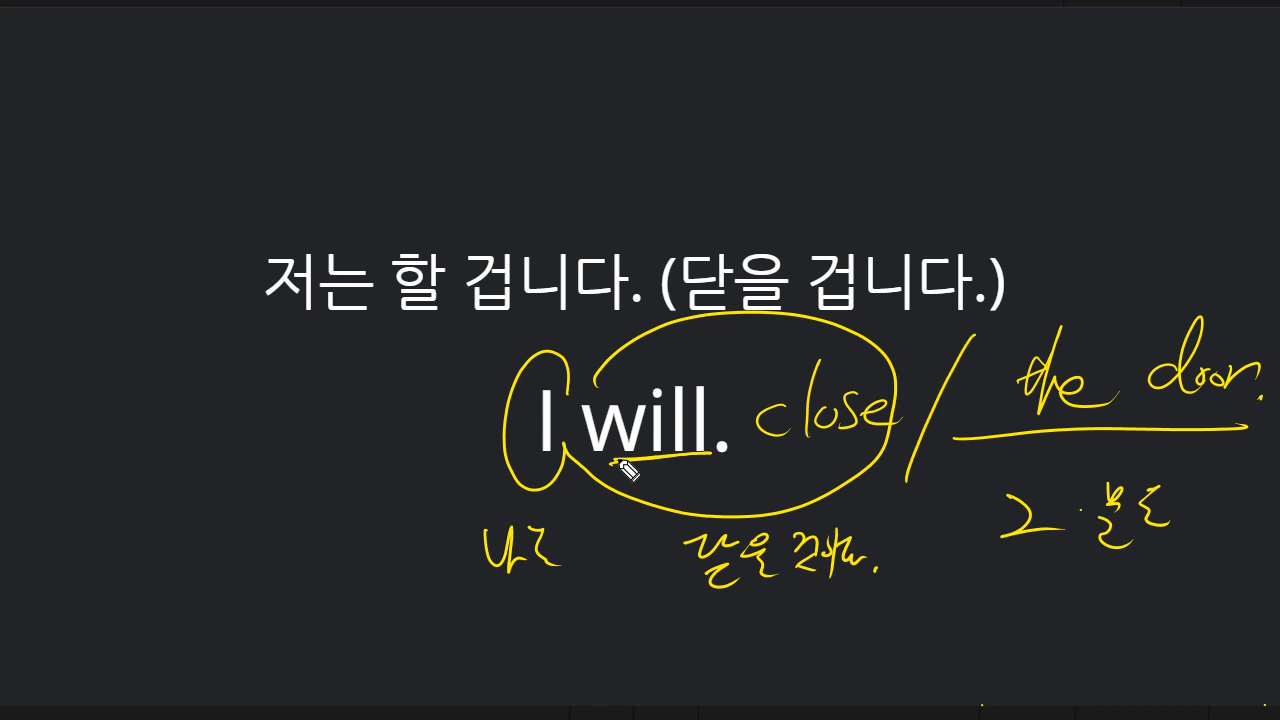 저는 할 겁니다. (닫을 겁니다.)
I will. close / the door.
나는 닫을 거야. 그 문을